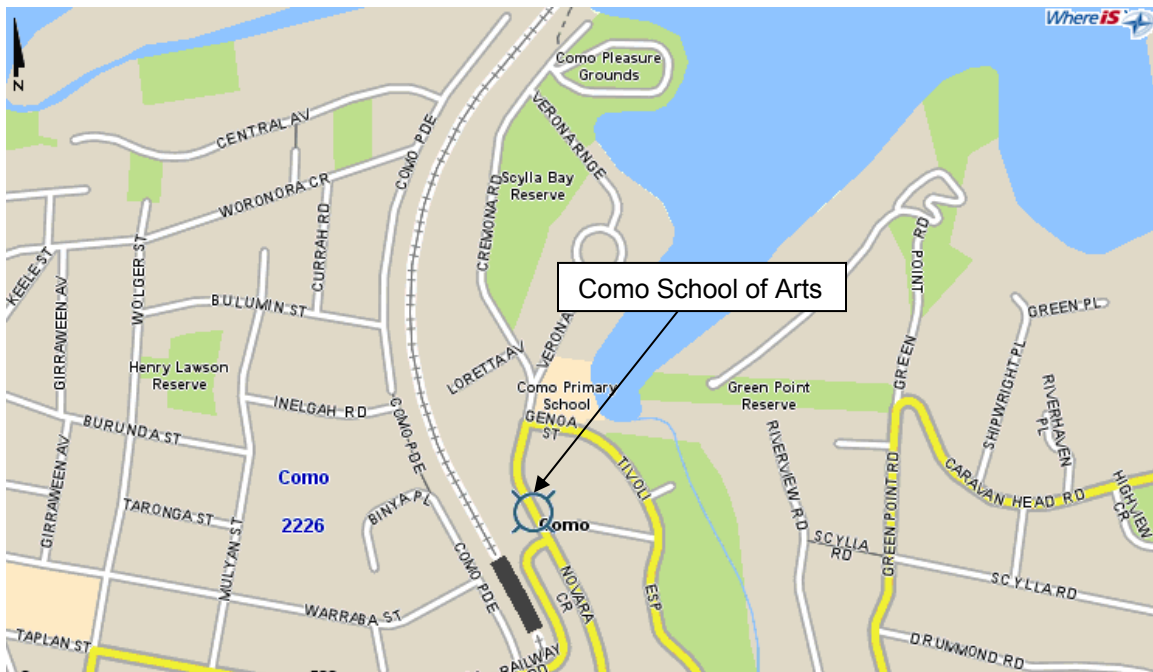 WhereiS
N
Como Pleasure
Grounds
VERONA RNGE
CENTRAL AV
COMO PDE
Scylla Bay
Reserve
WORONORA CR
CREMONA RD
CURRAH RD
KEELE ST
WOLGER ST
GIRRAWEEN AV
POINT RD
GREEN
Como School of Arts
BULUMIN ST
GREEN PL
VERONA
LORETTA AV
SHIPWRIGHT PL
Henry Lawson
Reserve
Como Primary
School
Green Point
Reserve
RIVERHAVEN
PL
INELGAH RD
COMO PDE
GENOA
ST
BURUNDA ST
TIVOLI
RIVERVIEW RD
CARAVAN HEAD RD
HIGHVIEW
CR
GIRRAWEEN AV
Como
2226
TARONGA ST
BINYA PL
Como
GREEN POINT RD
MULYAN ST
COMO PDE
SCYLLA
RD
SCYLLA RD
NOVARA
CR
ESP
WARRABA ST
TAPLAN ST
RAILWAY
RD
DRUMMOND RD